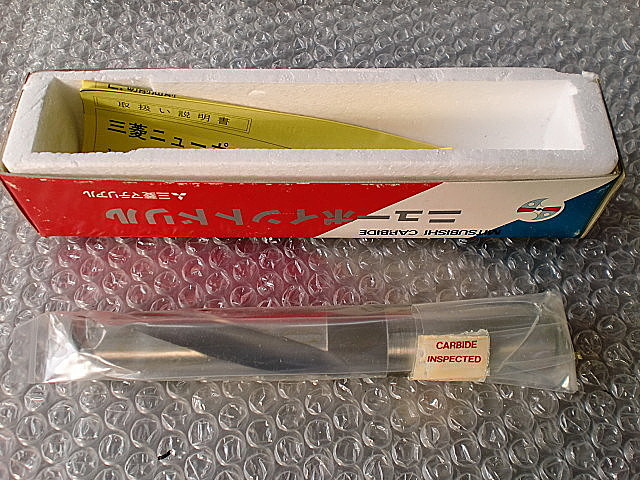 取扱い説明書
三菱ニューポ
三菱マテリアル
ニューポイントドリル
MITSUBISHI CARBIDE
CARBIDE
INSPECTED